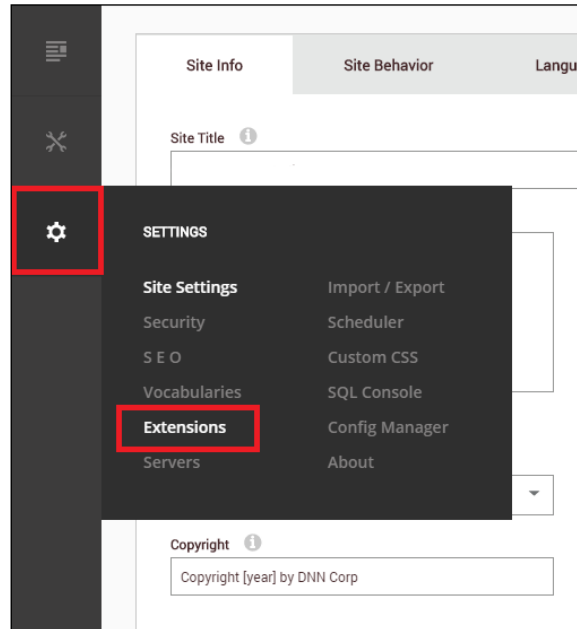 Site Info
Site Behavior
Langu
Site Title
SETTINGS
Site Settings
Import / Export
Security
Scheduler
S E O
Custom CSS
Vocabularies
SQL Console
Extensions
Config Manager
Servers
About
Copyright
Copyright [year] by DNN Corp